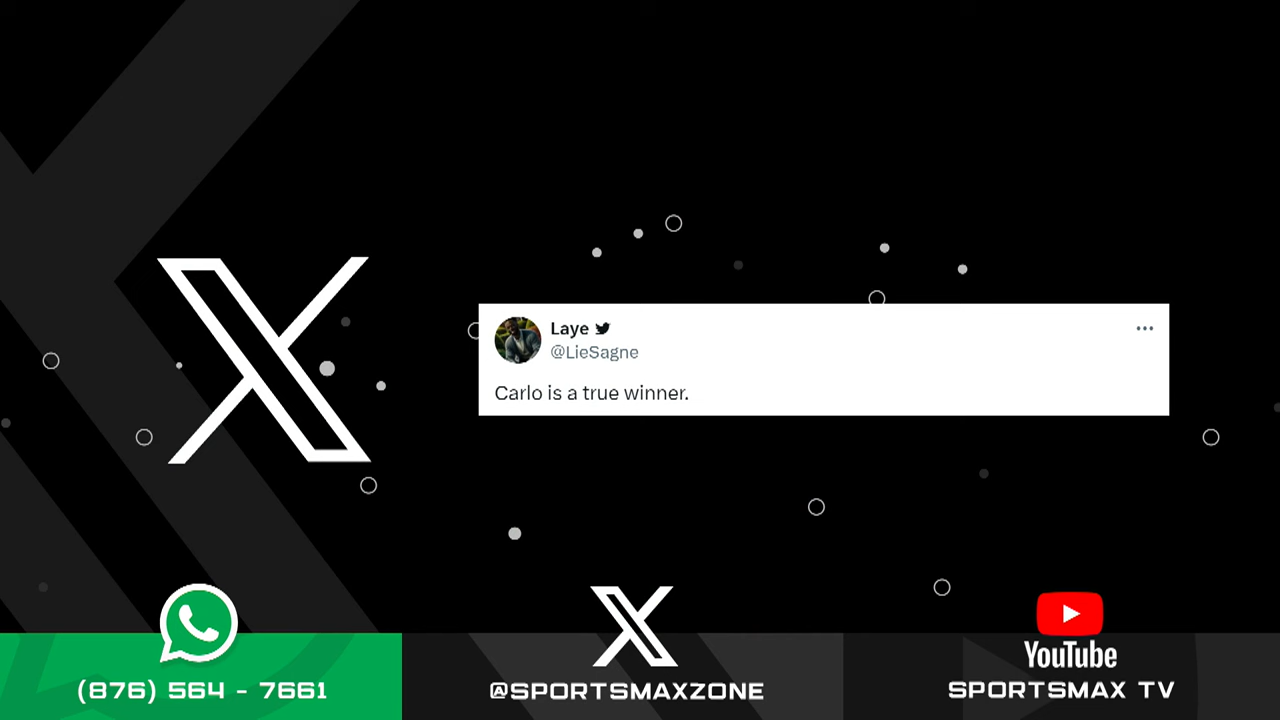 Laye
@LieSagne
Carlo is a true winner.
(876) 564 - 7661
@SPORTSMAXZONE
YouTube
SPORTSMAX TV